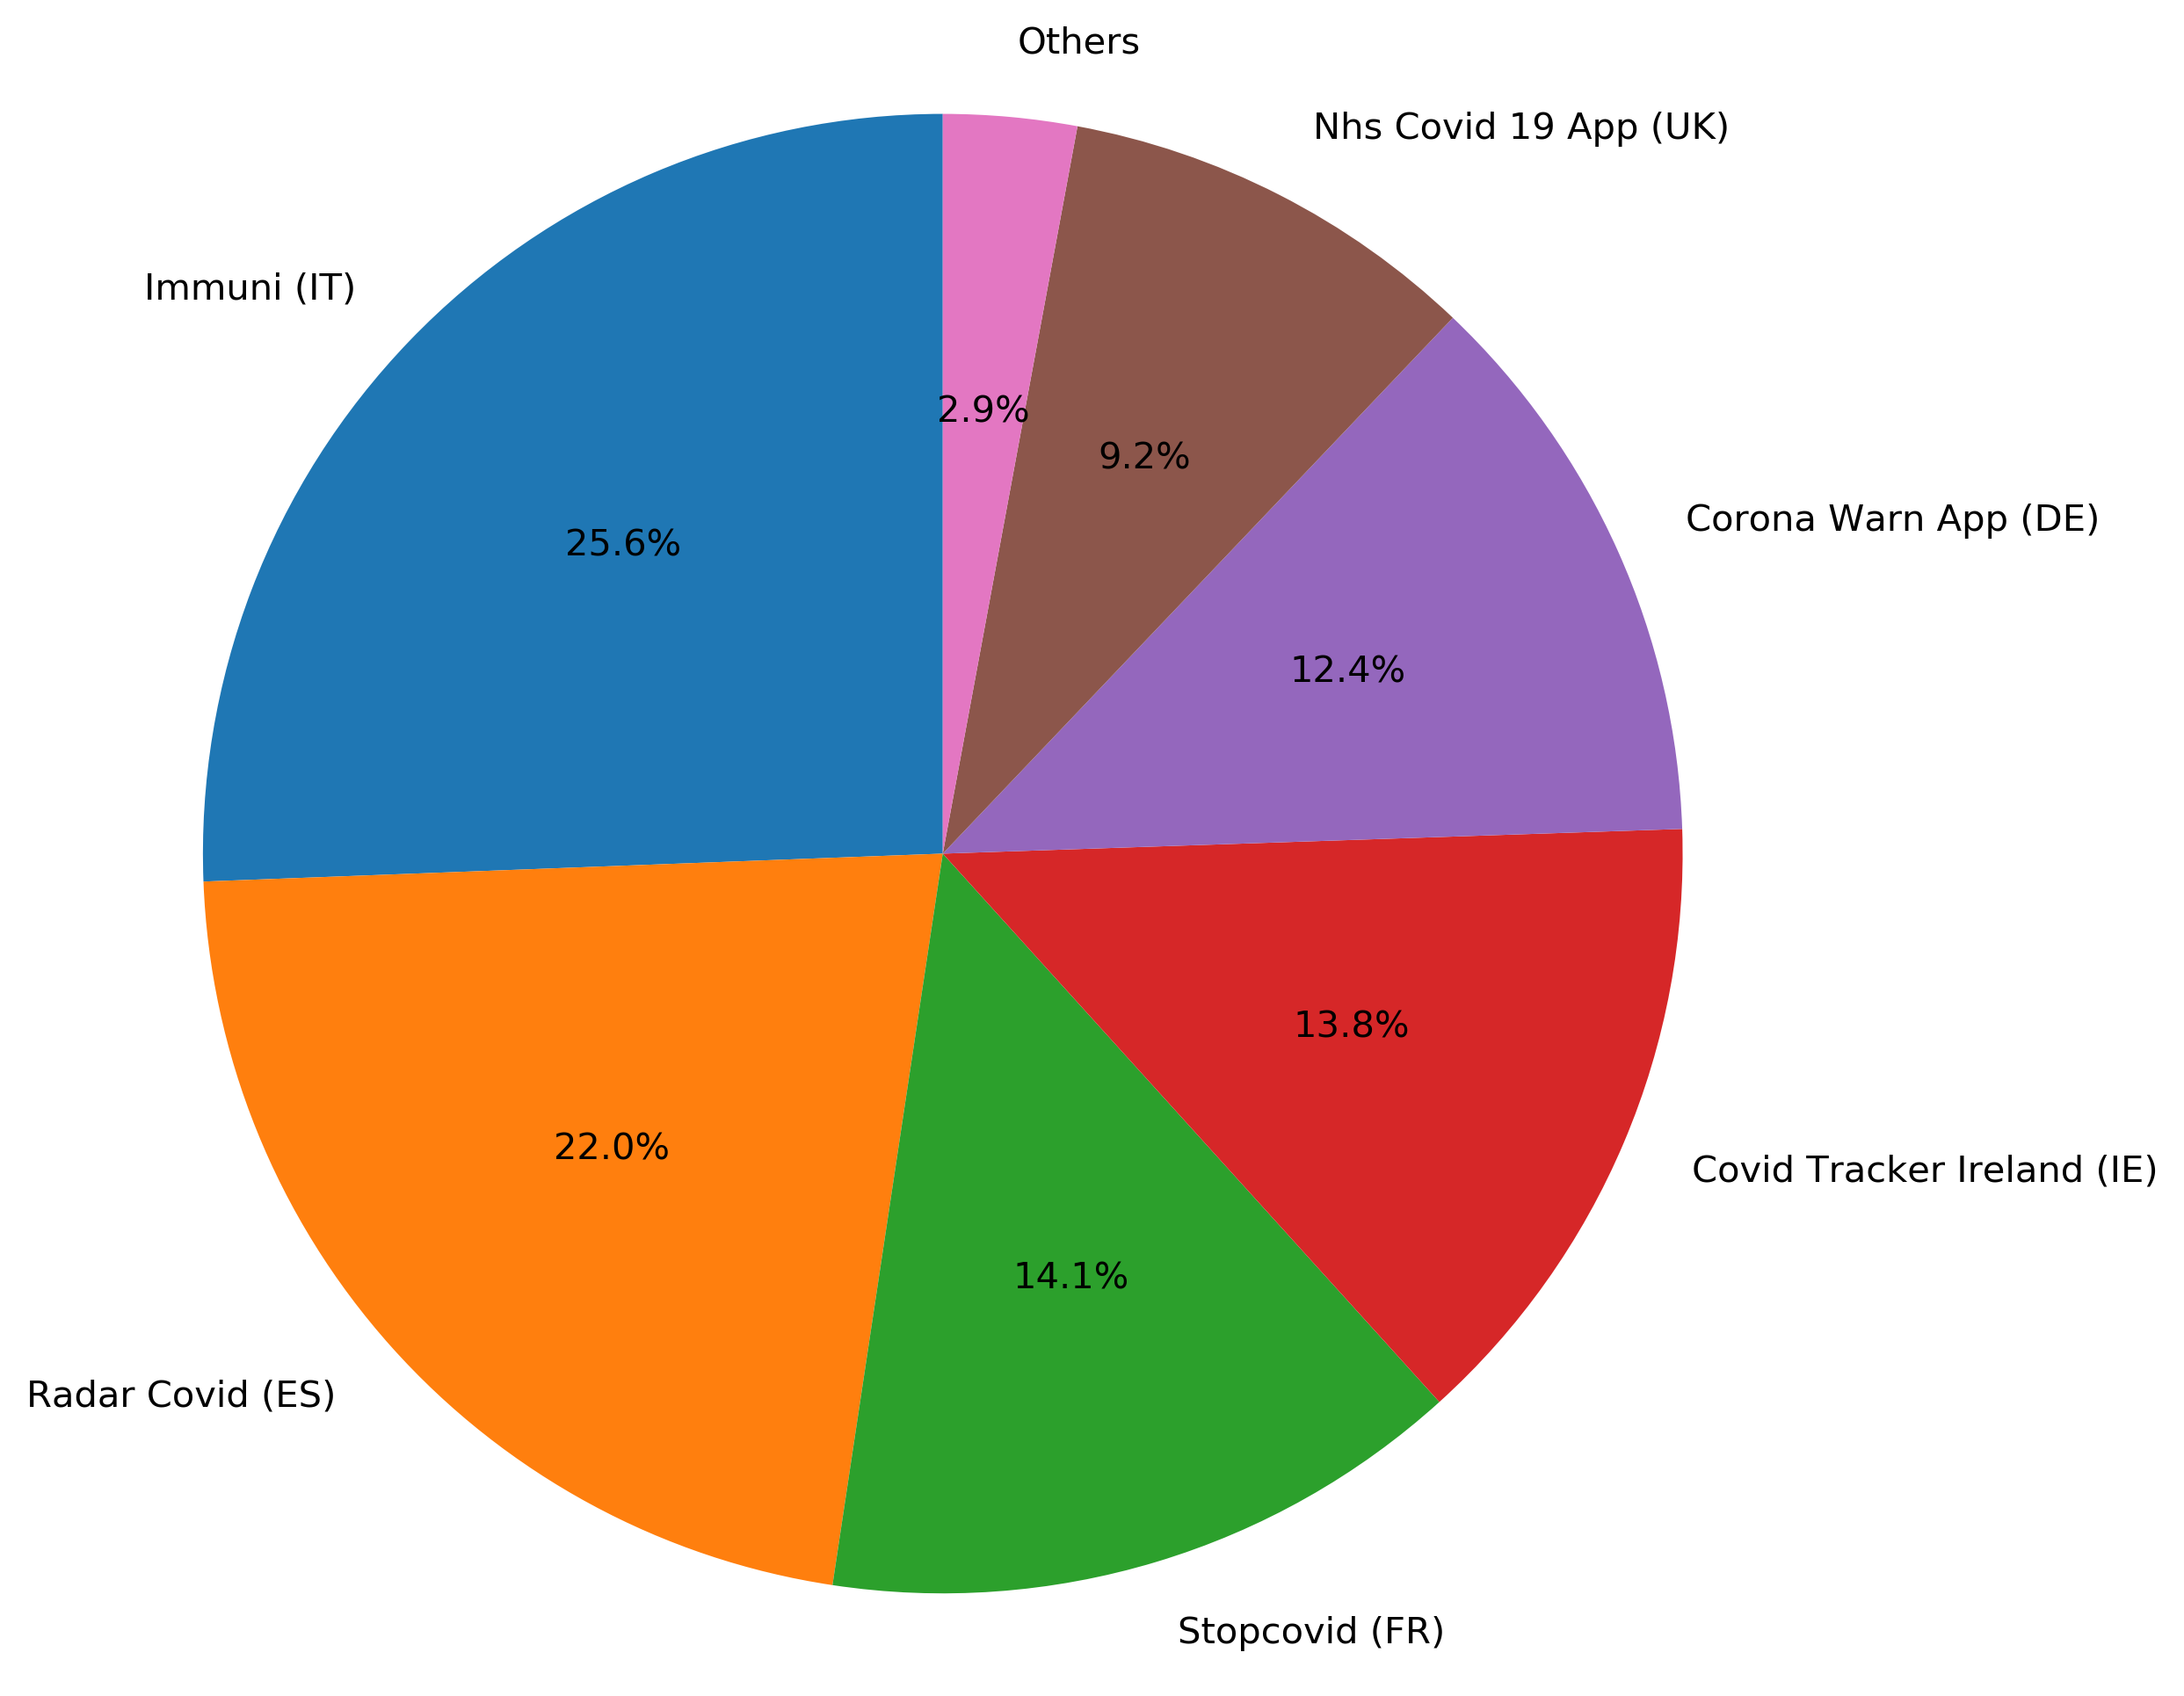 Others
Nhs Covid 19 App (UK)
Immuni (IT)
2.9%
9.2%
Corona Warn App (DE)
25.6%
12.4%
13.8%
22.0%
Covid Tracker Ireland (IE)
14.1%
Radar Covid (ES)
Stopcovid (FR)